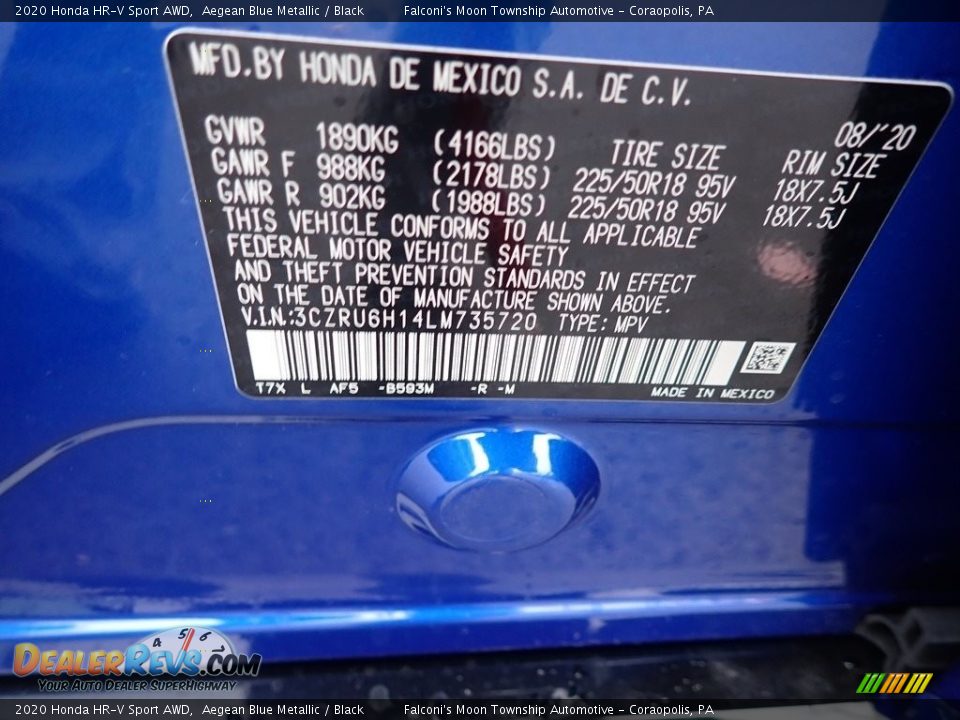 2020 Honda HR-V Sport AWD, Aegean Blue Metallic / Black Falconi's Moon Township Automotive - Coraopolis, PA
MFD.BY HONDA DE MEXICO S.A. DE C.V.
08/'20
GVWR 1890KG (4166LBS) TIRE SIZE RIM SIZE
GAWR F 988KG (2178LBS) 225/50R18 95V 18X7.5J
GAWR R 902KG (1988LBS) 225/50R18 95V 18X7.5J
THIS VEHICLE CONFORMS TO ALL APPLICABLE
FEDERAL MOTOR VEHICLE SAFETY
AND THEFT PREVENTION STANDARDS IN EFFECT
ON THE DATE OF MANUFACTURE SHOWN ABOVE.
V.I.N.:3CZRU6H14LM735720 TYPE: MPV
T7X L AF5 -B593M -R -M MADE IN MEXICO
4 5 6 7
DealerRevs.com
Your Auto Dealer SuperHighway
2020 Honda HR-V Sport AWD, Aegean Blue Metallic / Black Falconi's Moon Township Automotive - Coraopolis, PA